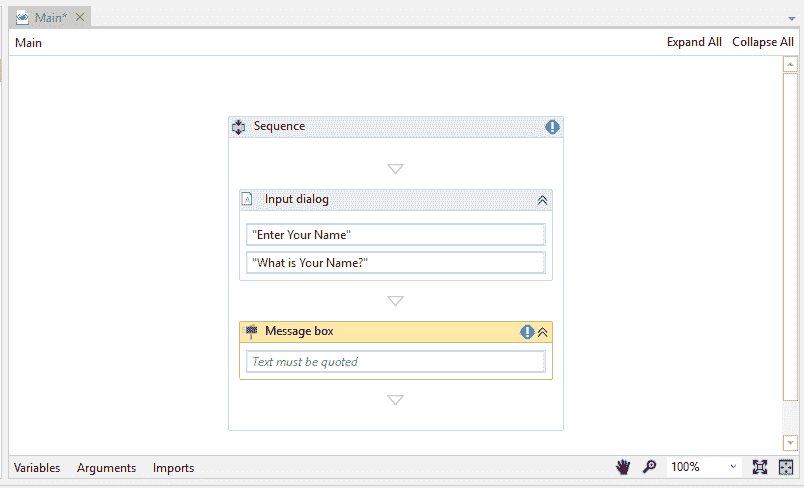 Main*
Main
Expand All Collapse All
Sequence
Input dialog
"Enter Your Name"
"What is Your Name?"
Message box
Text must be quoted
Variables Arguments Imports
100%